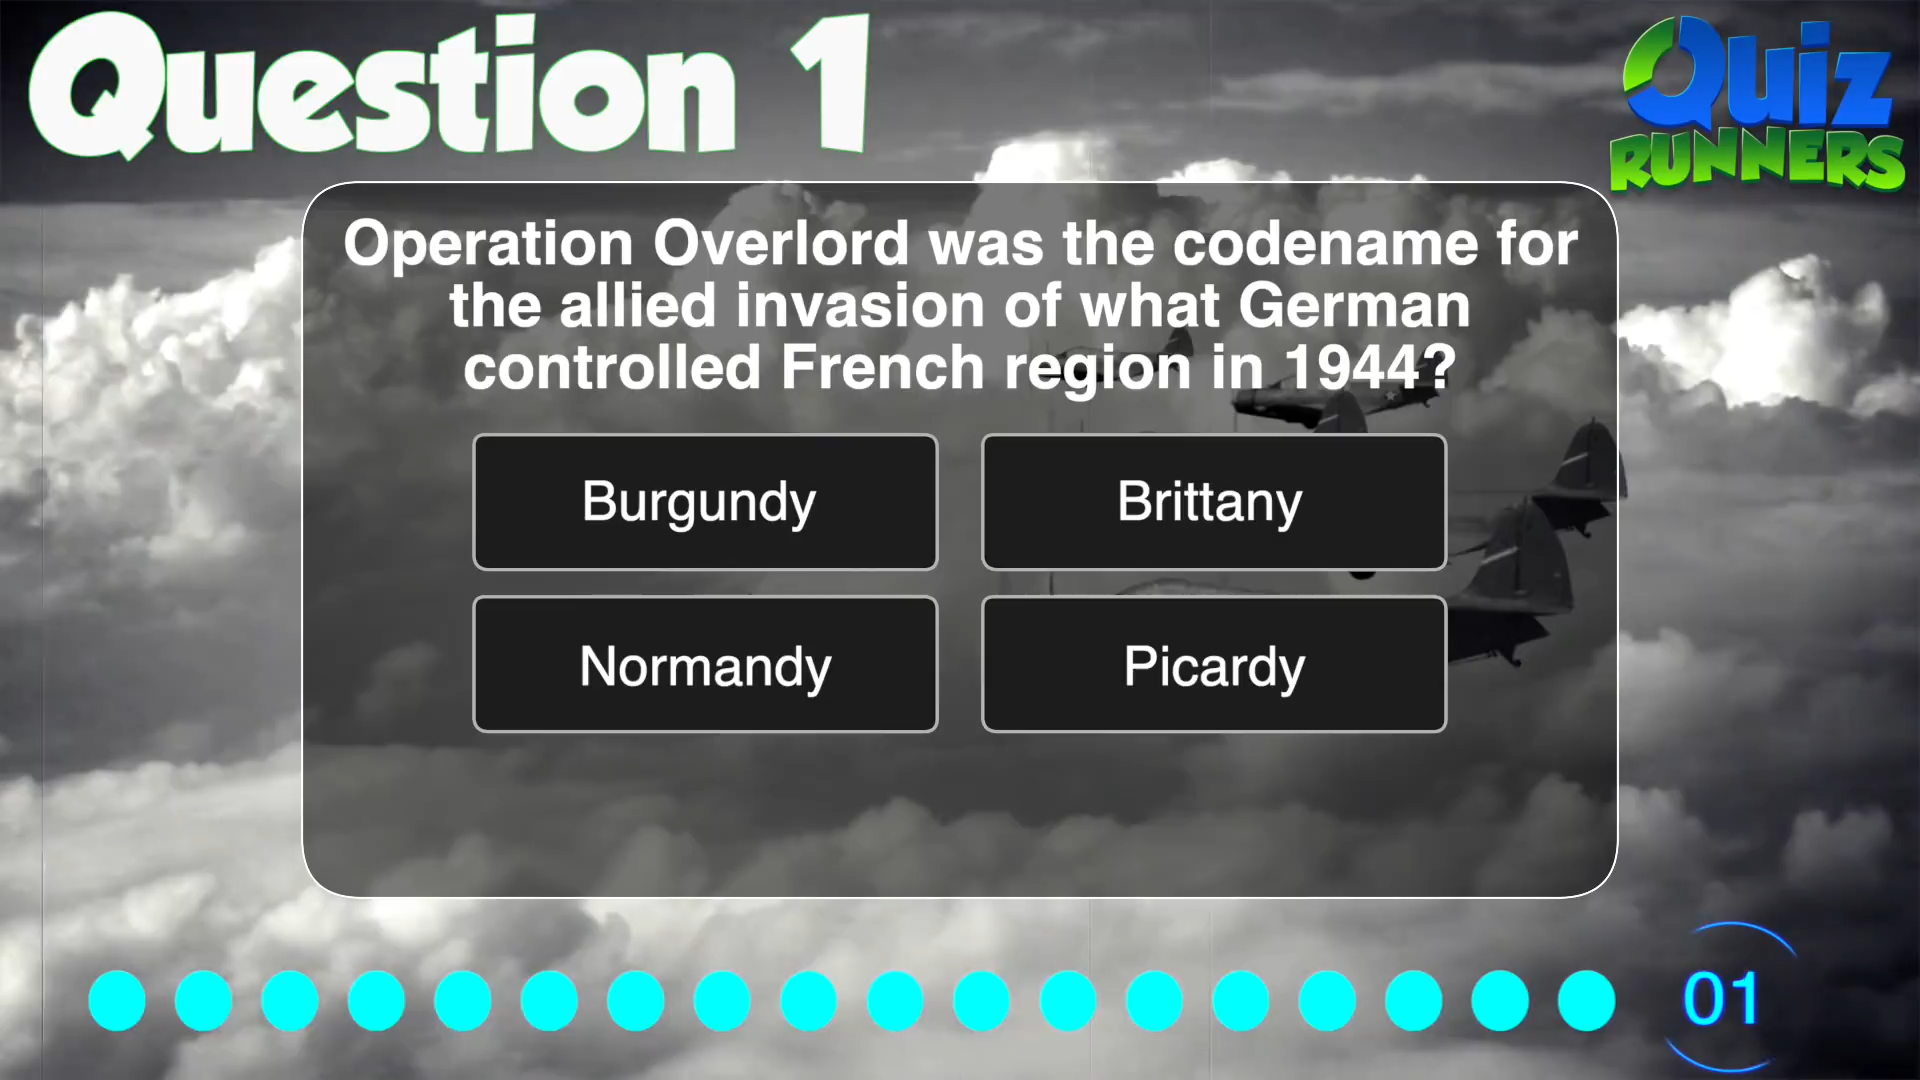 Question 1
Quiz
RUNNERS
Operation Overlord was the codename for
the allied invasion of what German
controlled French region in 1944?
Burgundy
Brittany
Normandy
Picardy
01